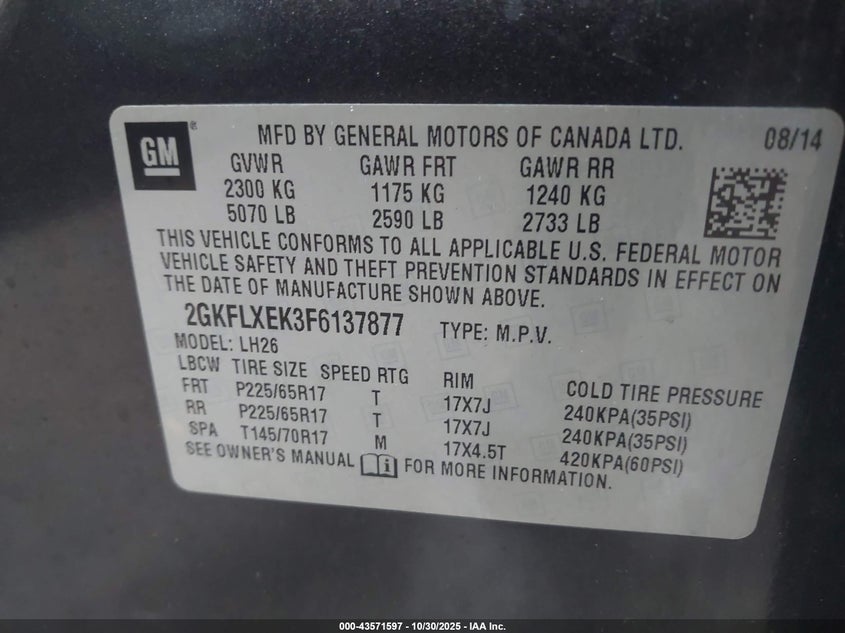 GM ® MFD BY GENERAL MOTORS OF CANADA LTD. 08/14
GVWR GAWR FRT GAWR RR
2300 KG 1175 KG 1240 KG
5070 LB 2590 LB 2733 LB
THIS VEHICLE CONFORMS TO ALL APPLICABLE U.S. FEDERAL MOTOR
VEHICLE SAFETY AND THEFT PREVENTION STANDARDS IN EFFECT ON
THE DATE OF MANUFACTURE SHOWN ABOVE.
2GKFLXEK3F6137877 TYPE: M.P.V.
MODEL: LH26
LBCW TIRE SIZE SPEED RTG RIM COLD TIRE PRESSURE
FRT P225/65R17 T 17X7J 240KPA(35PSI)
RR P225/65R17 T 17X7J 240KPA(35PSI)
SPA T145/70R17 M 17X4.5T 420KPA(60PSI)
SEE OWNER'S MANUAL FOR MORE INFORMATION.
000-43571597 - 10/30/2025 - IAA Inc.